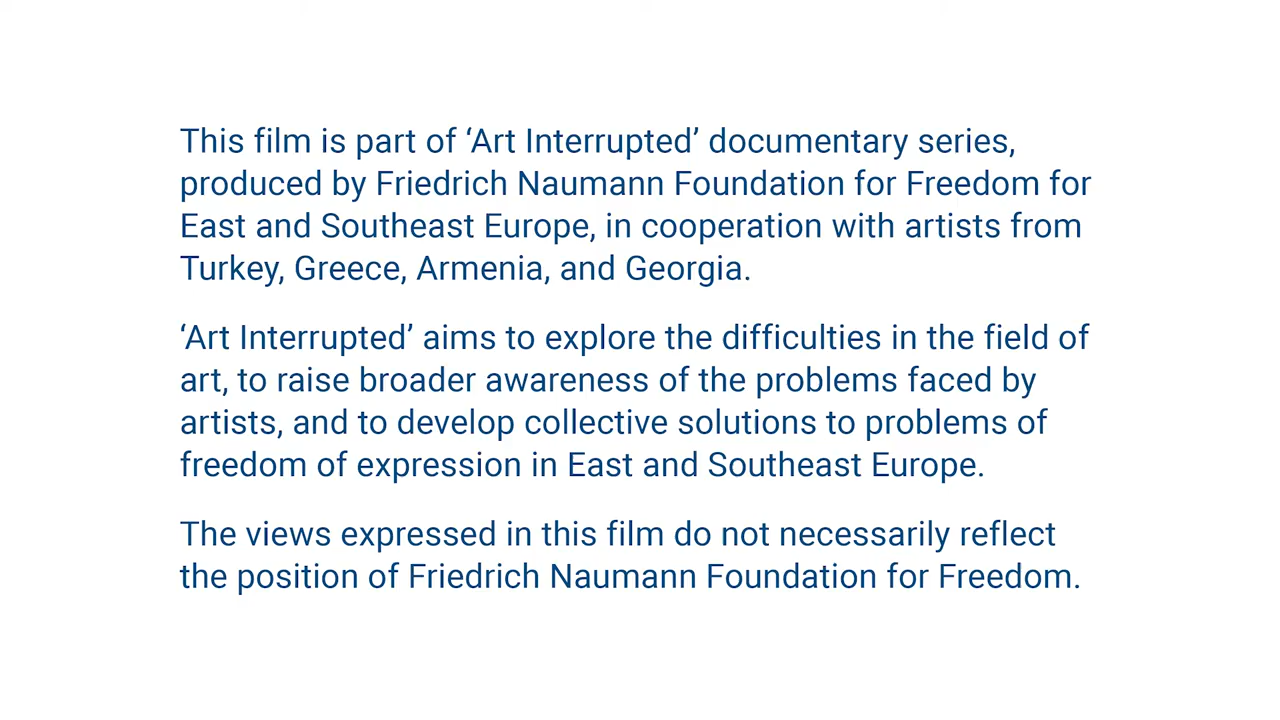 This film is part of ‘Art Interrupted’ documentary series,
produced by Friedrich Naumann Foundation for Freedom for
East and Southeast Europe, in cooperation with artists from
Turkey, Greece, Armenia, and Georgia.
‘Art Interrupted’ aims to explore the difficulties in the field of
art, to raise broader awareness of the problems faced by
artists, and to develop collective solutions to problems of
freedom of expression in East and Southeast Europe.
The views expressed in this film do not necessarily reflect
the position of Friedrich Naumann Foundation for Freedom.